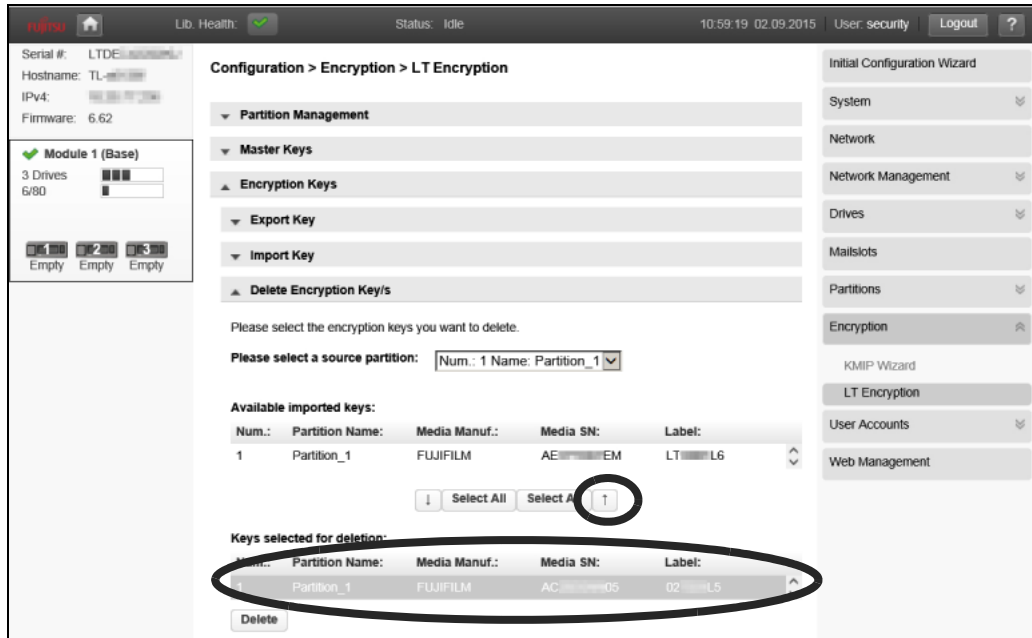 FUJITSU Lib. Health: Status: Idle 10:59:19 02.09.2015 User: security Logout ?
Serial #: LTDE
Hostname: TL-
IPv4:
Firmware: 6.62
Module 1 (Base)
3 Drives
6/80
1 2 3
Empty Empty Empty
Configuration > Encryption > LT Encryption
Partition Management
Master Keys
Encryption Keys
Export Key
Import Key
Delete Encryption Key/s
Please select the encryption keys you want to delete.
Please select a source partition: Num.: 1 Name: Partition_1
Available imported keys:
Num.: Partition Name: Media Manuf.: Media SN: Label:
1 Partition_1 FUJIFILM AE EM LT L6
↓ Select All Select A ↑
Keys selected for deletion:
Num.: Partition Name: Media Manuf.: Media SN: Label:
1 Partition_1 FUJIFILM AC 05 02 L5
Delete
Initial Configuration Wizard
System
Network
Network Management
Drives
Mailslots
Partitions
Encryption
KMIP Wizard
LT Encryption
User Accounts
Web Management